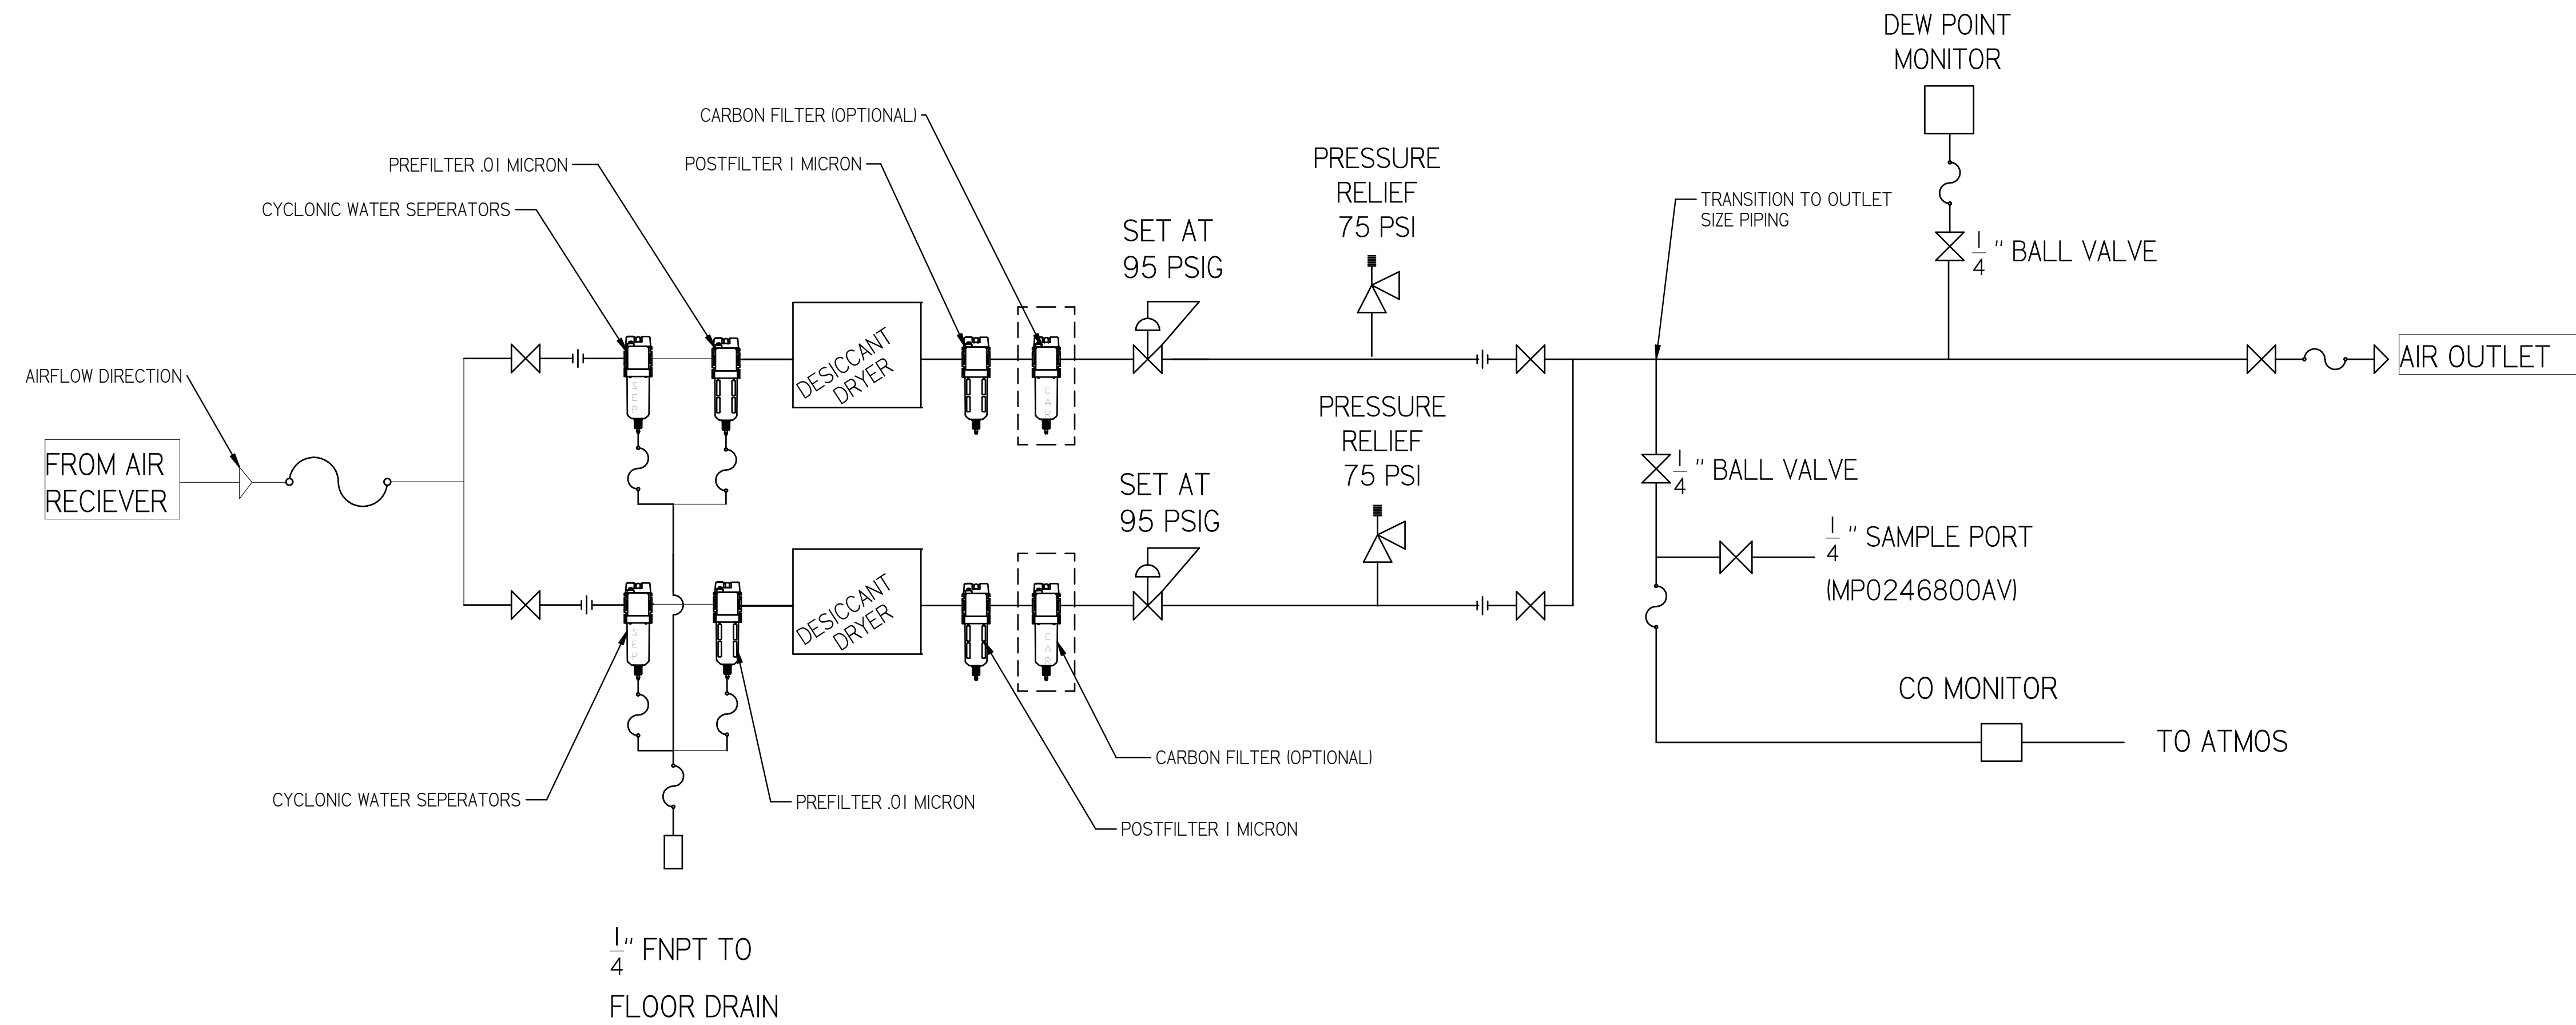 DEW POINT
MONITOR
CARBON FILTER (OPTIONAL)
PREFILTER .01 MICRON
POSTFILTER 1 MICRON
CYCLONIC WATER SEPERATORS
PRESSURE
RELIEF
75 PSI
TRANSITION TO OUTLET
SIZE PIPING
SET AT
95 PSIG
1/4 " BALL VALVE
DESICCANT
DRYER
SEP
CAR
AIRFLOW DIRECTION
AIR OUTLET
FROM AIR
RECIEVER
PRESSURE
RELIEF
75 PSI
SET AT
95 PSIG
1/4 " BALL VALVE
1/4 " SAMPLE PORT
(MP0246800AV)
DESICCANT
DRYER
SEP
CAR
CO MONITOR
TO ATMOS
CARBON FILTER (OPTIONAL)
CYCLONIC WATER SEPERATORS
PREFILTER .01 MICRON
POSTFILTER 1 MICRON
1/4" FNPT TO
FLOOR DRAIN